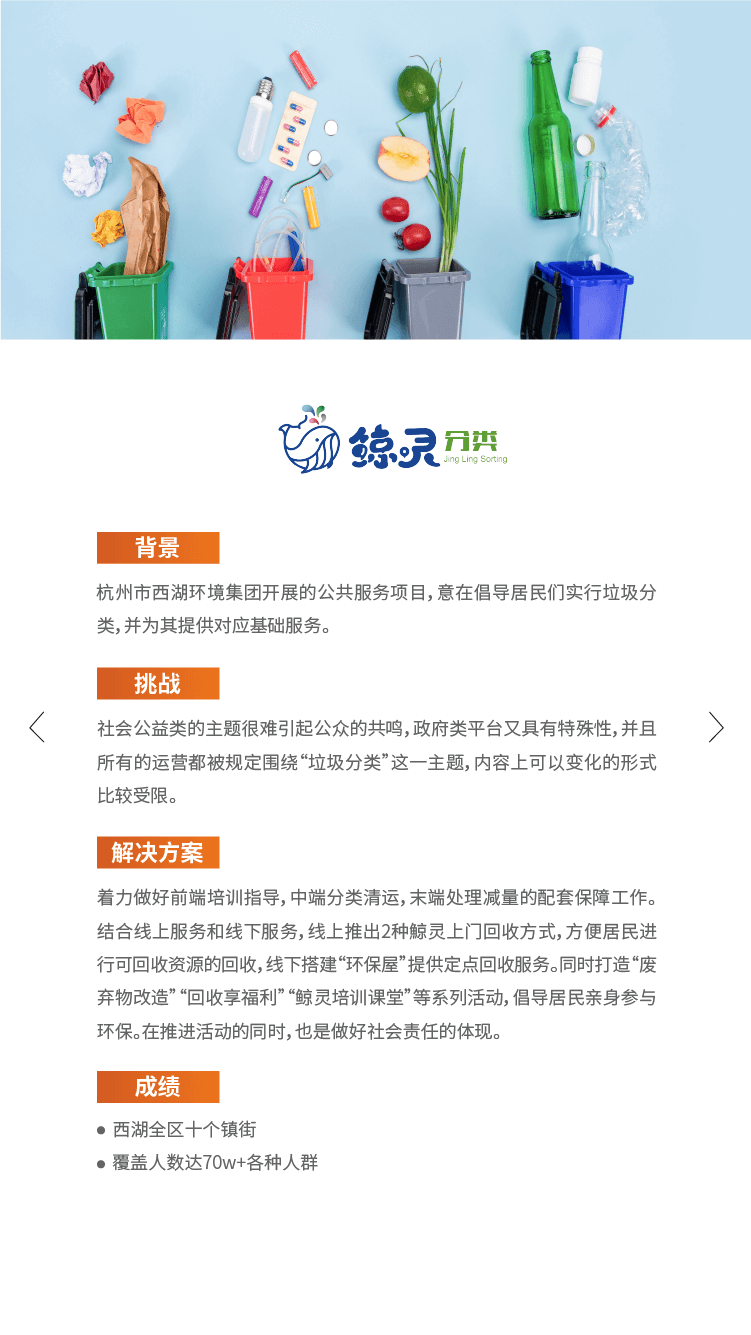 鲸灵分类
Jing Ling Sorting
背景
杭州市西湖环境集团开展的公共服务项目，意在倡导居民们实行垃圾分
类，并为其提供对应基础服务。
挑战
社会公益类的主题很难引起公众的共鸣，政府类平台又具有特殊性，并且
所有的运营都被规定围绕“垃圾分类”这一主题，内容上可以变化的形式
比较受限。
解决方案
着力做好前端培训指导，中端分类清运，末端处理减量的配套保障工作。
结合线上服务和线下服务，线上推出2种鲸灵上门回收方式，方便居民进
行可回收资源的回收，线下搭建“环保屋”提供定点回收服务。同时打造“废
弃物改造”“回收享福利”“鲸灵培训课堂”等系列活动，倡导居民亲身参与
环保。在推进活动的同时，也是做好社会责任的体现。
成绩
● 西湖全区十个镇街
● 覆盖人数达70w+各种人群